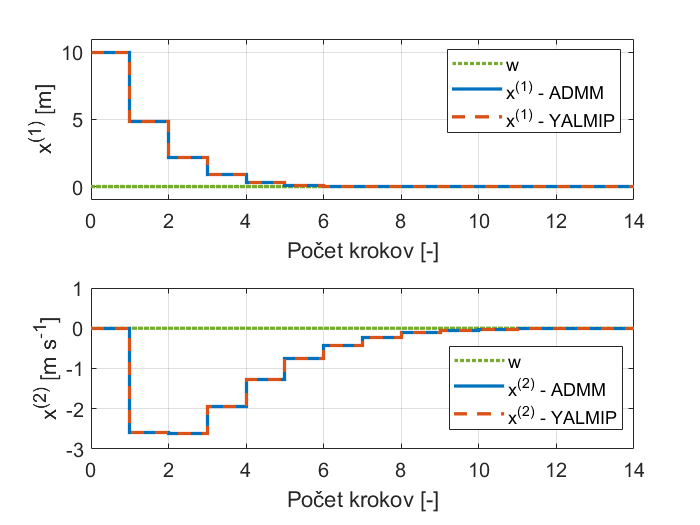 10
5
0
x^(1) [m]
w
x^(1) - ADMM
x^(1) - YALMIP
0 2 4 6 8 10 12 14
Počet krokov [-]
1
0
-1
-2
-3
x^(2) [m s^-1]
w
x^(2) - ADMM
x^(2) - YALMIP
0 2 4 6 8 10 12 14
Počet krokov [-]